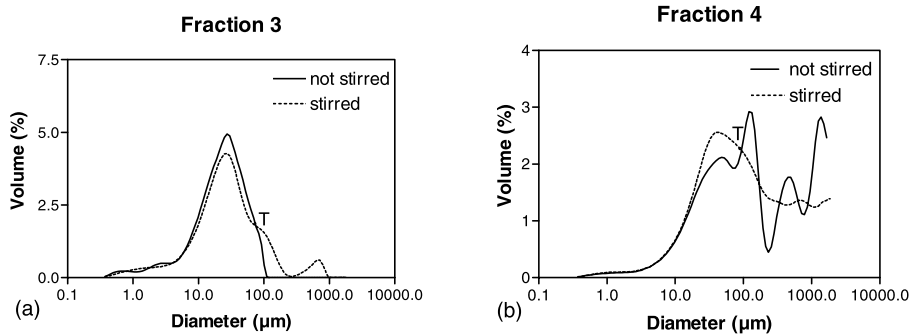 Fraction 3
7.5
5.0
2.5
0.0
Volume (%)
not stirred
stirred
T
0.1 1.0 10.0 100.0 1000.0 10000.0
Diameter (µm)
(a)
Fraction 4
4
3
2
1
0
Volume (%)
not stirred
stirred
T
0.1 1.0 10.0 100.0 1000.0 10000.0
Diameter (µm)
(b)